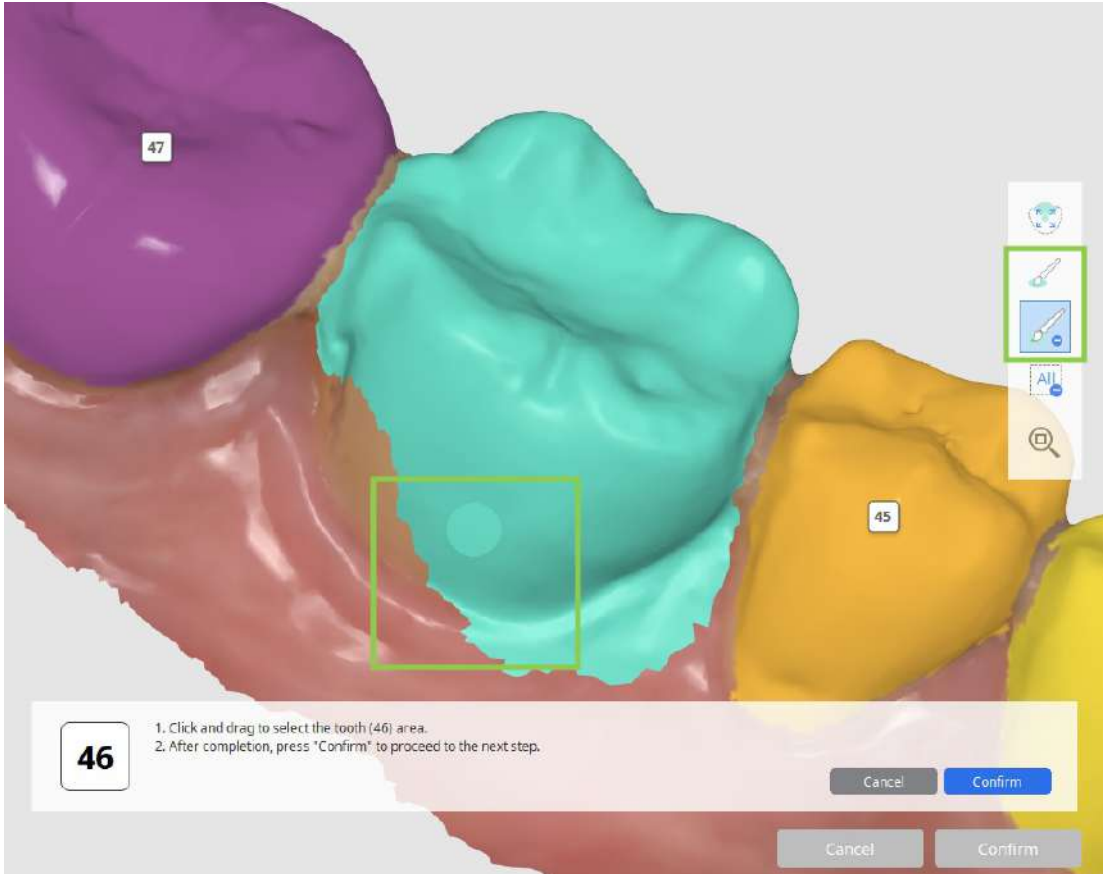 47
All
45
46
1. Click and drag to select the tooth (46) area.
2. After completion, press "Confirm" to proceed to the next step.
Cancel Confirm
Cancel Confirm